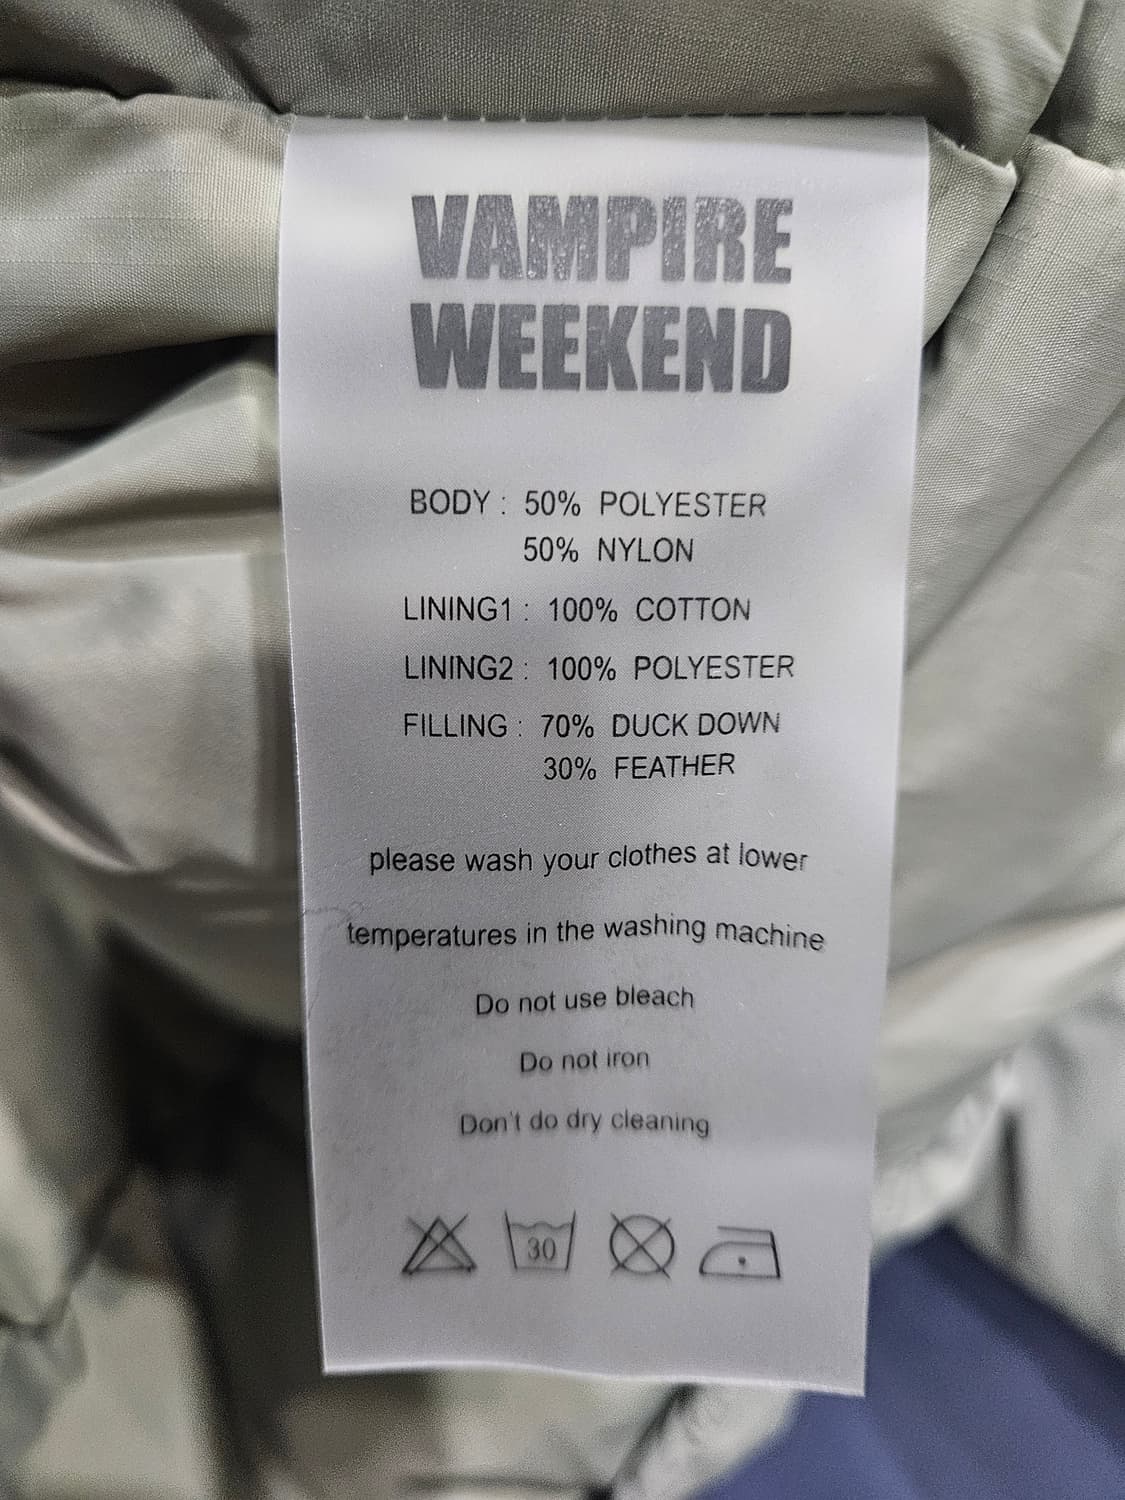 VAMPIRE
WEEKEND
BODY : 50% POLYESTER
50% NYLON
LINING1 : 100% COTTON
LINING2 : 100% POLYESTER
FILLING : 70% DUCK DOWN
30% FEATHER
please wash your clothes at lower
temperatures in the washing machine
Do not use bleach
Do not iron
Don't do dry cleaning
30